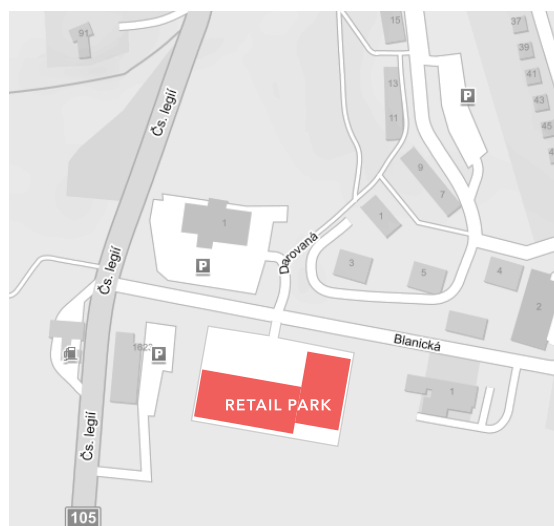 91
15
37
39
41
43
45
P
13
11
9
7
Čs. legií
1
1
Darovaná
P
3
5
4
2
Čs. legií
Blanická
1623
P
1
RETAIL PARK
Čs. legií
105